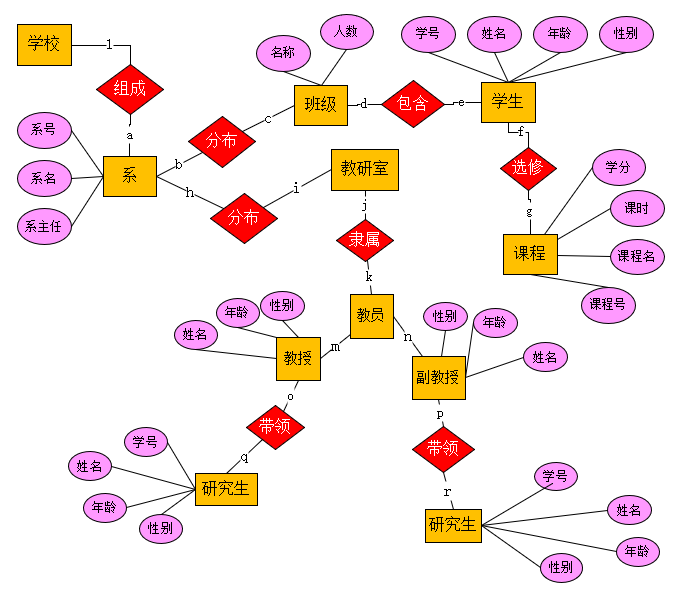 学校
1
组成
a
系号
系名
系主任
系
b
分布
c
名称
人数
班级
d
包含
e
学号
姓名
年龄
性别
学生
f
选修
g
学分
课时
课程名
课程号
课程
h
分布
i
教研室
j
隶属
k
教员
m
n
姓名
年龄
性别
教授
性别
年龄
姓名
副教授
o
带领
q
p
带领
r
学号
姓名
年龄
性别
研究生
研究生
学号
姓名
年龄
性别